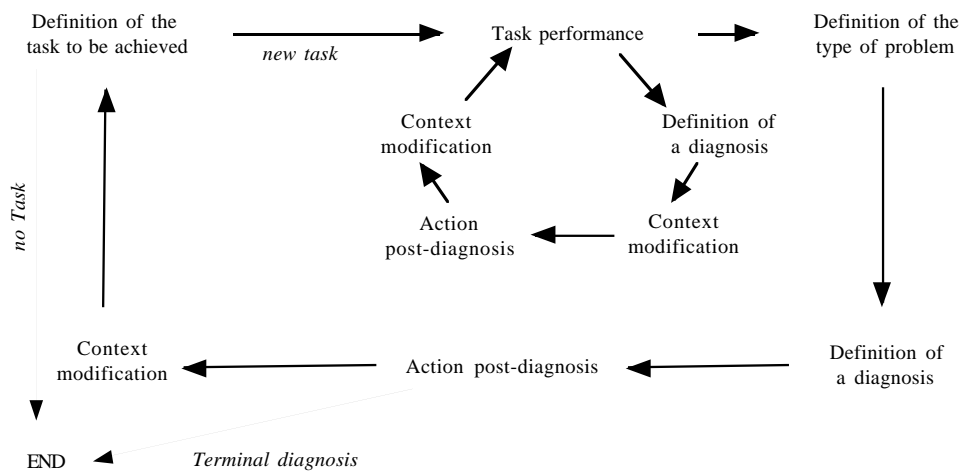 Definition of the
task to be achieved
new task
Task performance
Definition of the
type of problem
Context
modification
Definition of
a diagnosis
no Task
Action
post-diagnosis
Context
modification
Context
modification
Action post-diagnosis
Definition of
a diagnosis
END
Terminal diagnosis